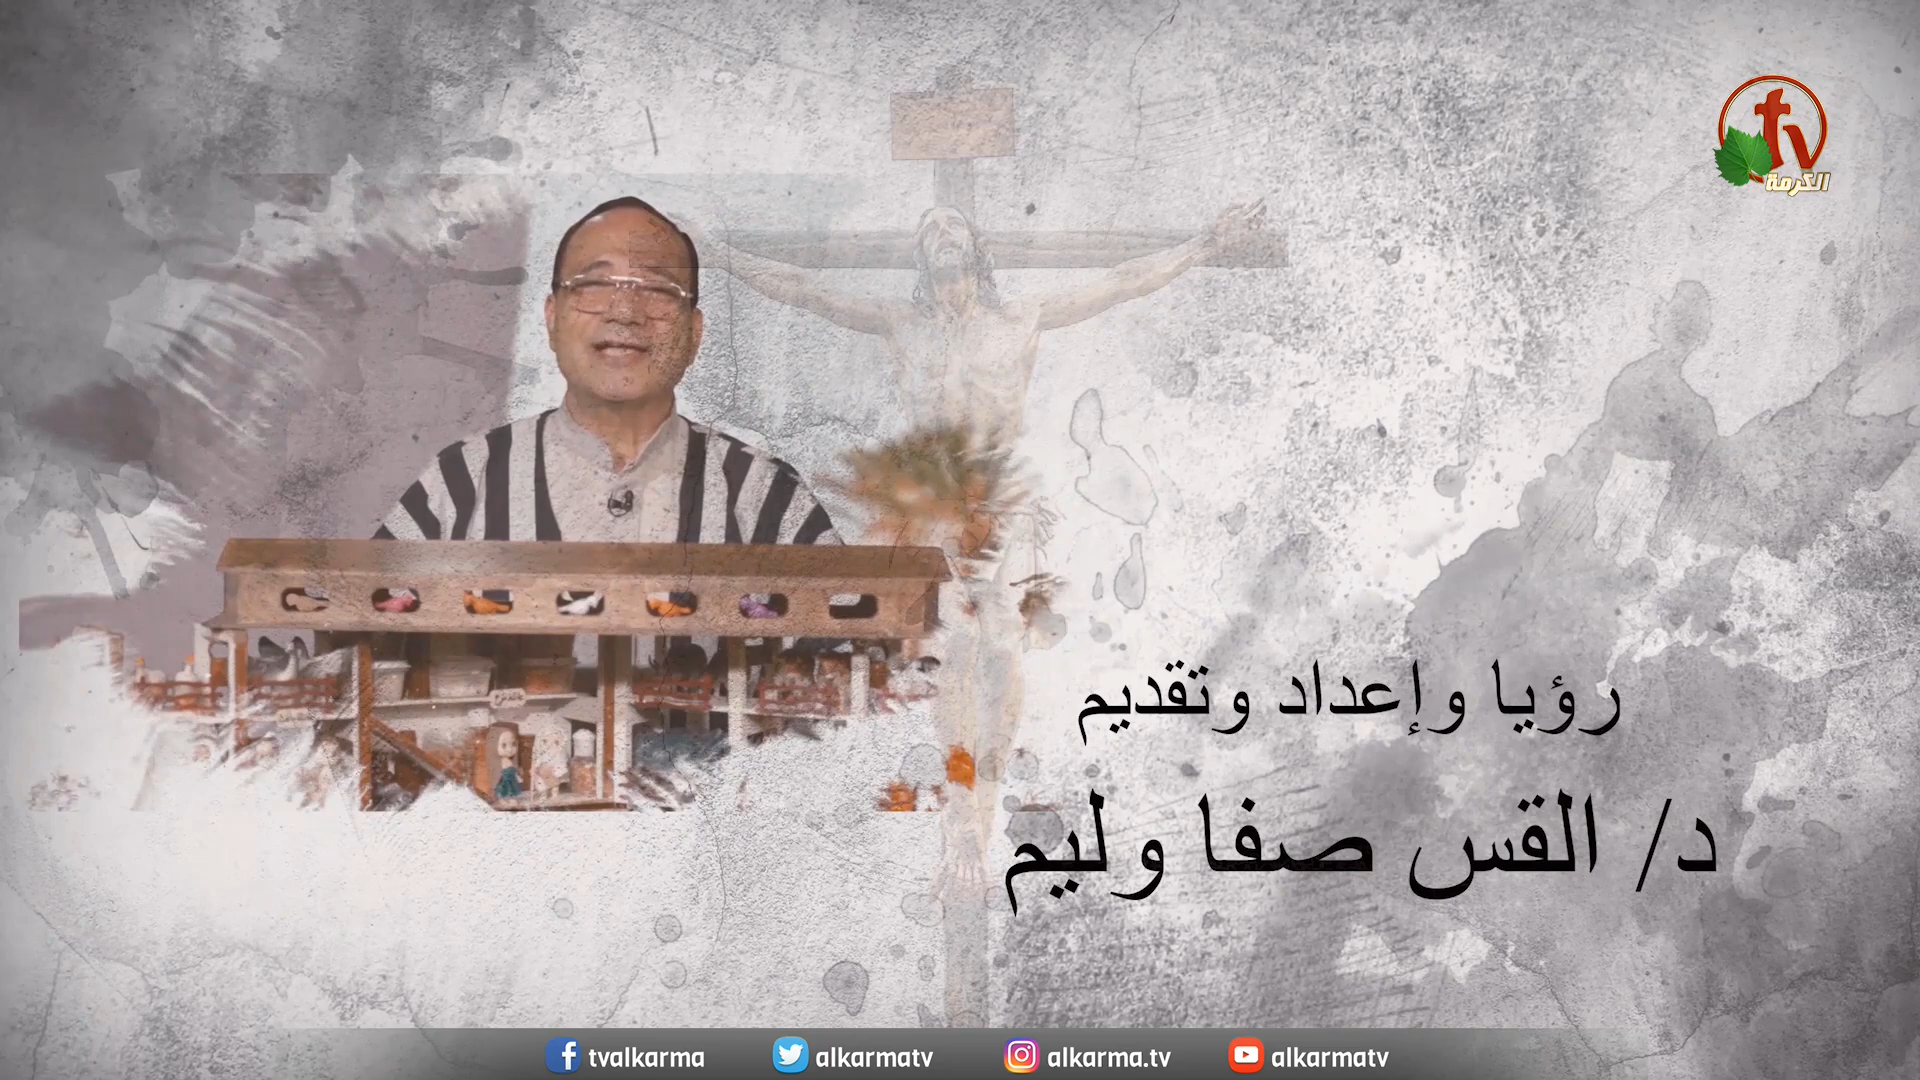 tv
الكرمة
رؤيا وإعداد وتقديم
د/ القس صفا وليم
tvalkarma
alkarmatv
alkarma.tv
alkarmatv